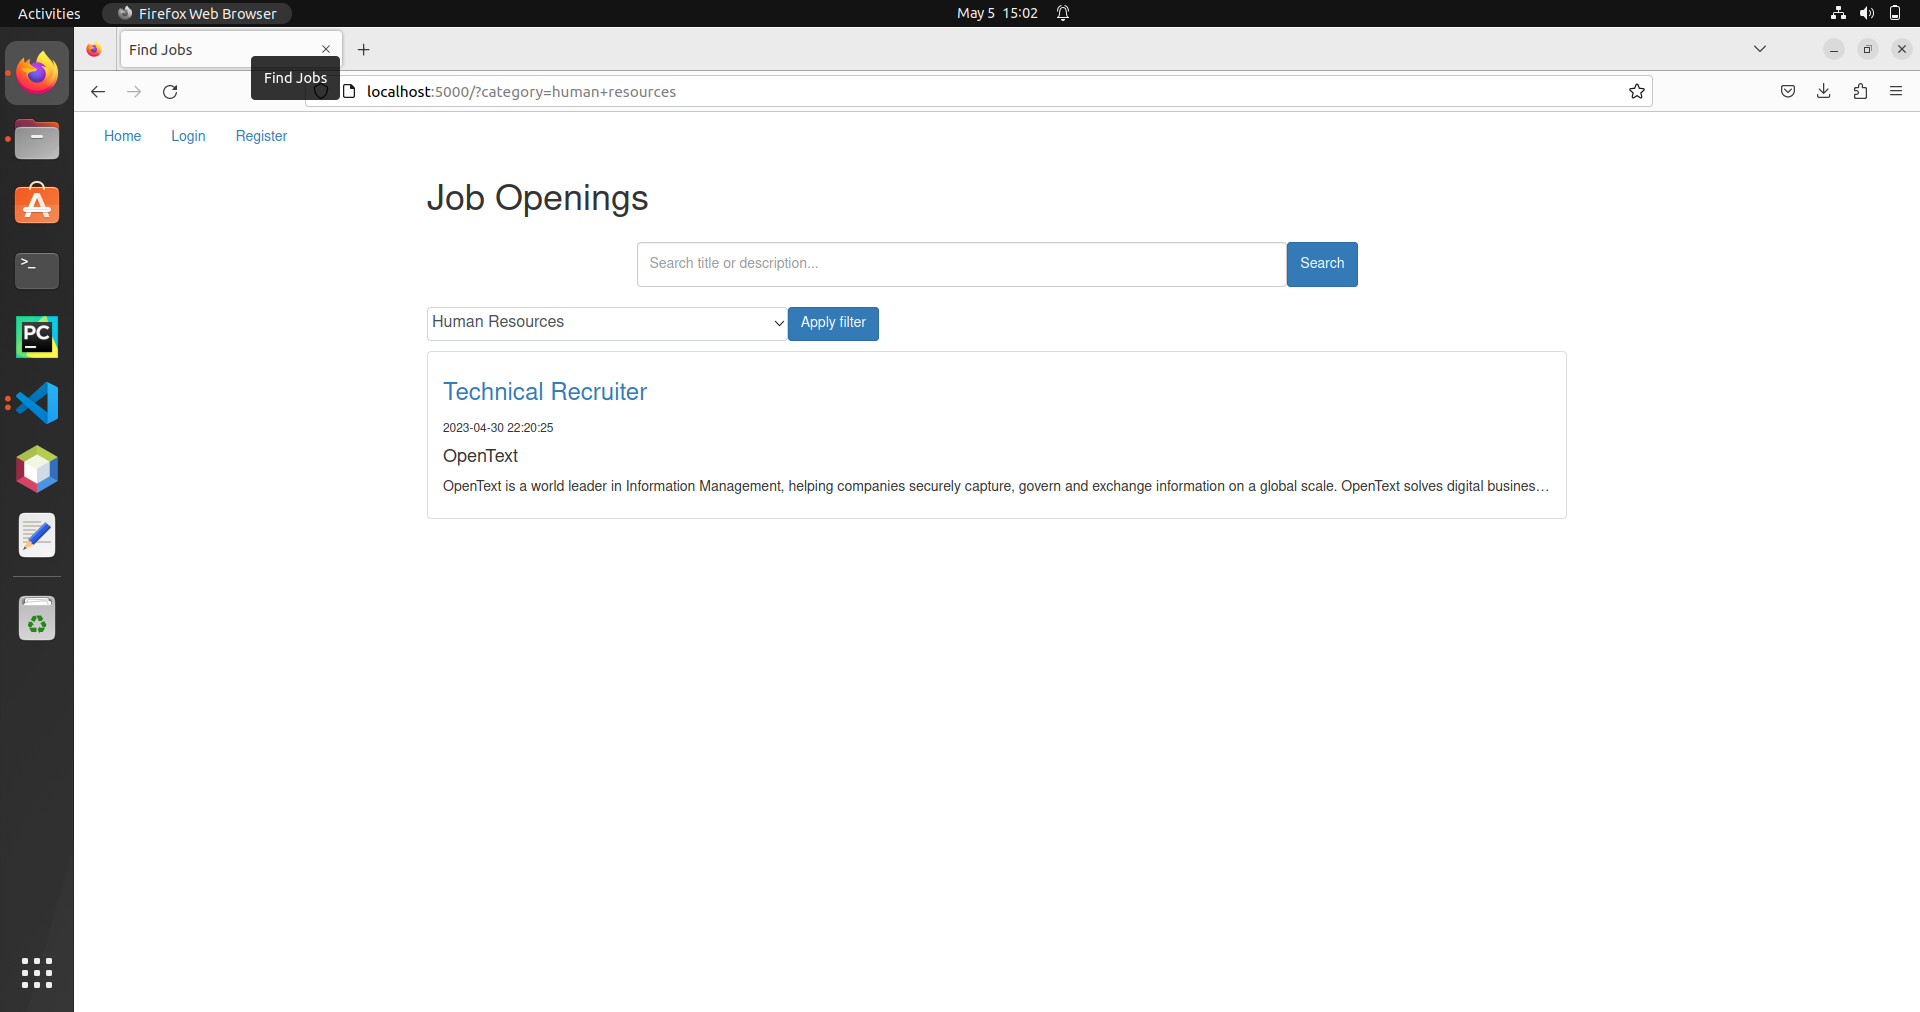 Activities
Firefox Web Browser
May 5 15:02
Find Jobs
Find Jobs
localhost:5000/?category=human+resources
Home
Login
Register
Job Openings
Search title or description...
Search
Human Resources
Apply filter
Technical Recruiter
2023-04-30 22:20:25
OpenText
OpenText is a world leader in Information Management, helping companies securely capture, govern and exchange information on a global scale. OpenText solves digital busines…
>_
PC